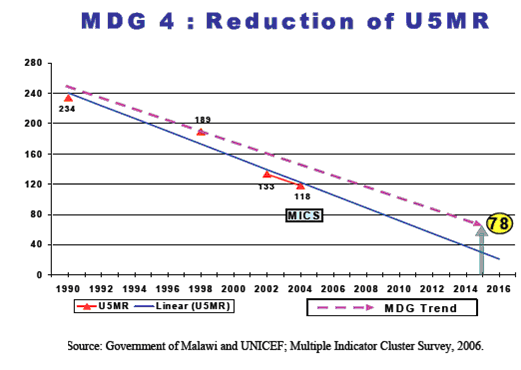 MDG 4 : Reduction of U5MR
280
240
200
160
120
80
40
0
234
189
133
118
MICS
78
1990 1992 1994 1996 1998 2000 2002 2004 2006 2008 2010 2012 2014 2016
U5MR Linear (U5MR) MDG Trend
Source: Government of Malawi and UNICEF; Multiple Indicator Cluster Survey, 2006.